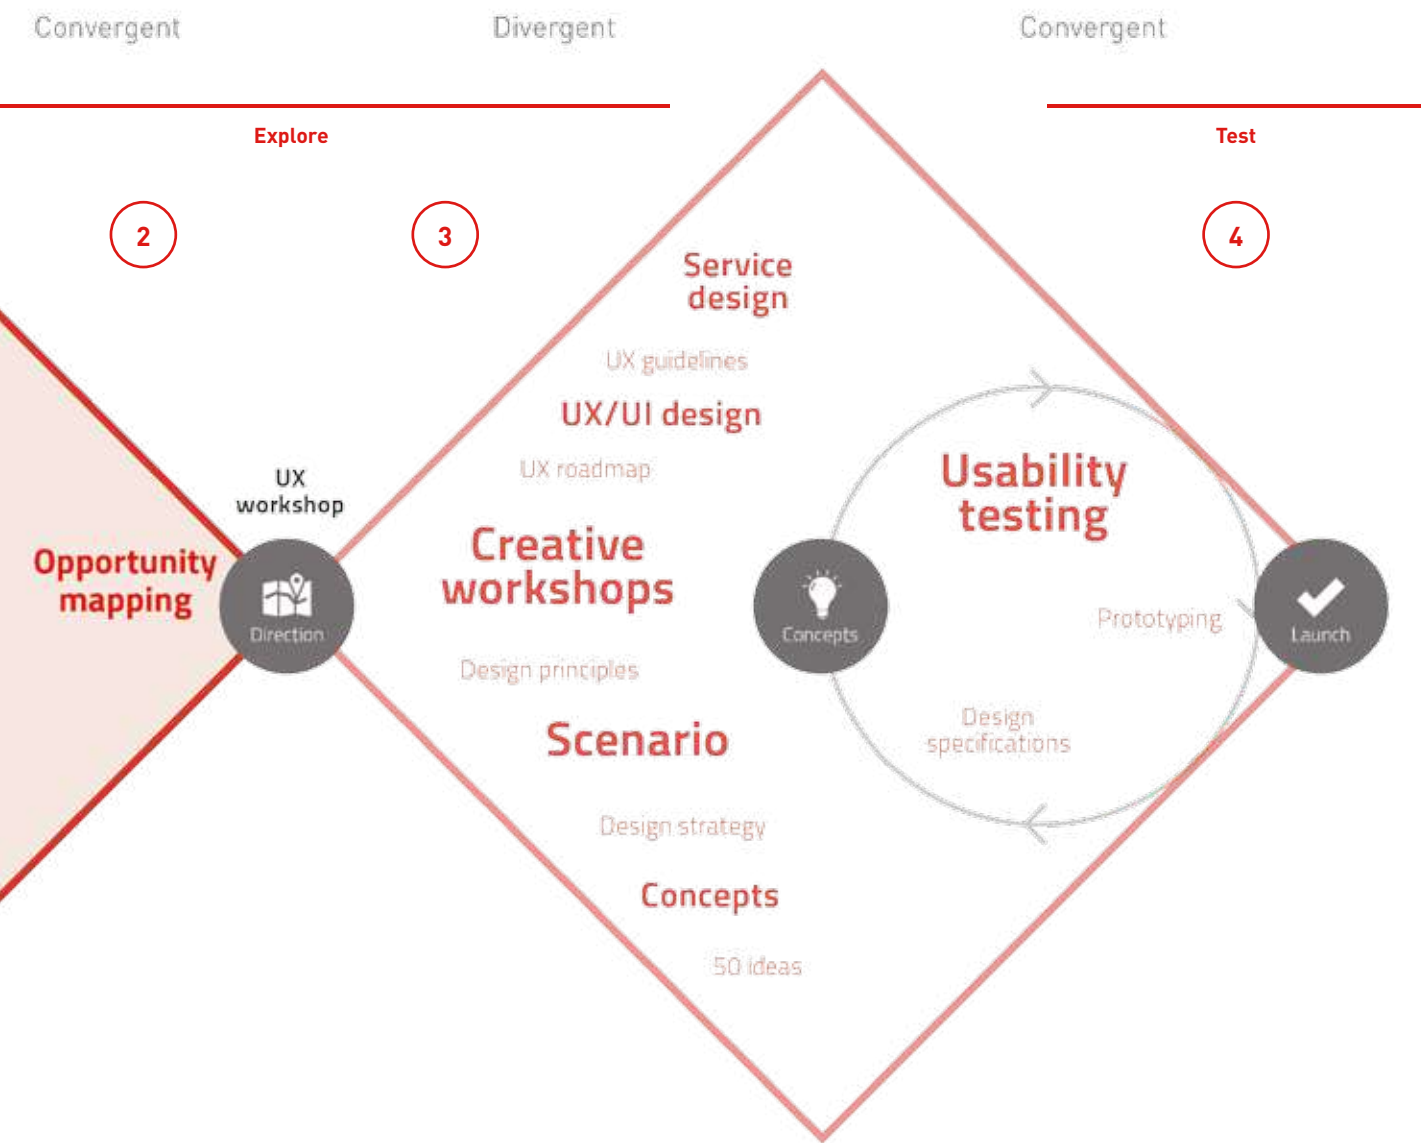 Convergent
Divergent
Convergent
Explore
Test
2
3
4
Service
design
UX guidelines
UX/UI design
UX roadmap
UX
workshop
Opportunity
mapping
Direction
Creative
workshops
Design principles
Scenario
Design strategy
Concepts
50 ideas
Concepts
Usability
testing
Prototyping
Design
specifications
Launch